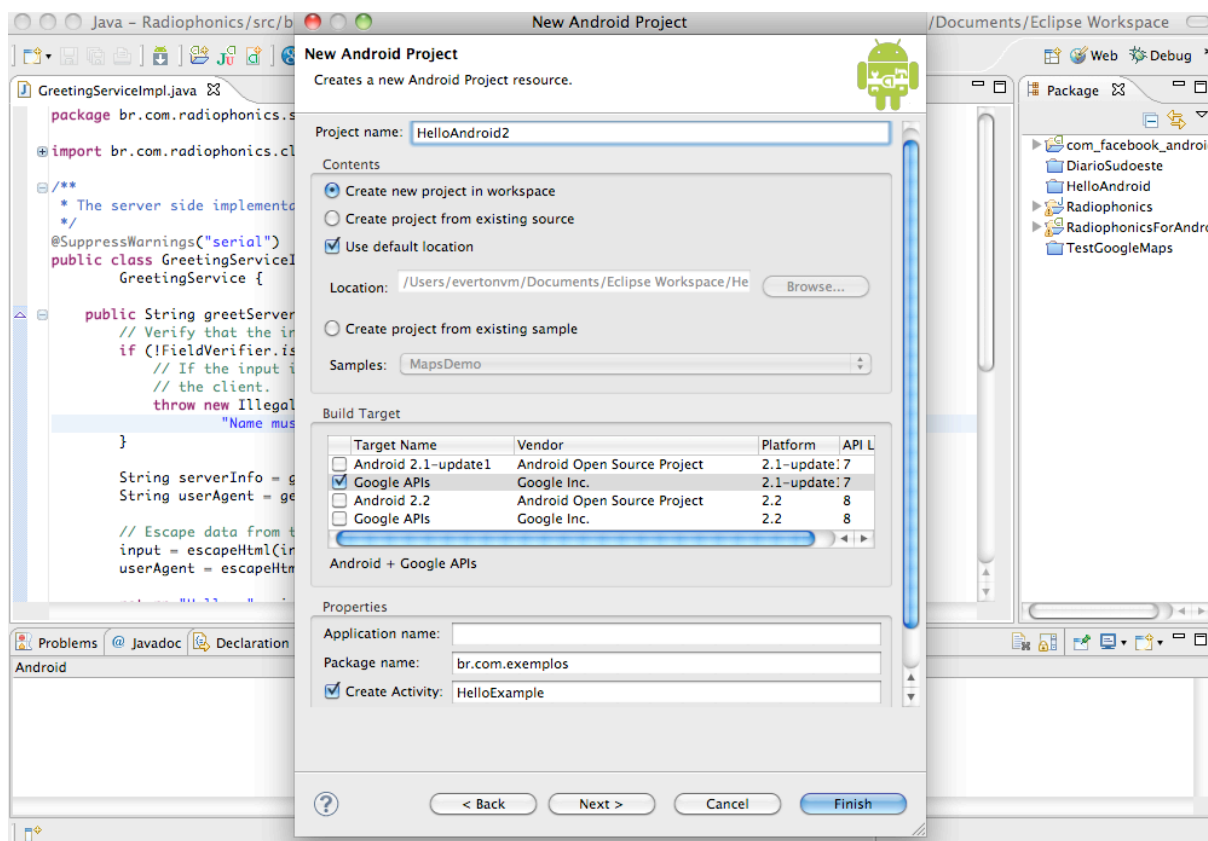 Java – Radiophonics/src/b
New Android Project
/Documents/Eclipse Workspace
New Android Project
Creates a new Android Project resource.
Web Debug
GreetingServiceImpl.java
package br.com.radiophonics.s
import br.com.radiophonics.cl
/**
* The server side implementa
*/
@SuppressWarnings("serial")
public class GreetingServiceI
GreetingService {
public String greetServer
// Verify that the in
if (!FieldVerifier.is
// If the input i
// the client.
throw new Illegal
"Name mus
}
String serverInfo = g
String userAgent = ge
// Escape data from t
input = escapeHtml(in
userAgent = escapeHtm
Project name: HelloAndroid2
Contents
Create new project in workspace
Create project from existing source
Use default location
Location: /Users/evertonvm/Documents/Eclipse Workspace/He Browse...
Create project from existing sample
Samples: MapsDemo
Build Target
Target Name Vendor Platform API L
Android 2.1-update1 Android Open Source Project 2.1-update: 7
Google APIs Google Inc. 2.1-update: 7
Android 2.2 Android Open Source Project 2.2 8
Google APIs Google Inc. 2.2 8
Android + Google APIs
Properties
Application name:
Package name: br.com.exemplos
Create Activity: HelloExample
< Back Next > Cancel Finish
Package
com_facebook_androi
DiarioSudoeste
HelloAndroid
Radiophonics
RadiophonicsForAndro
TestGoogleMaps
Problems @ Javadoc Declaration
Android